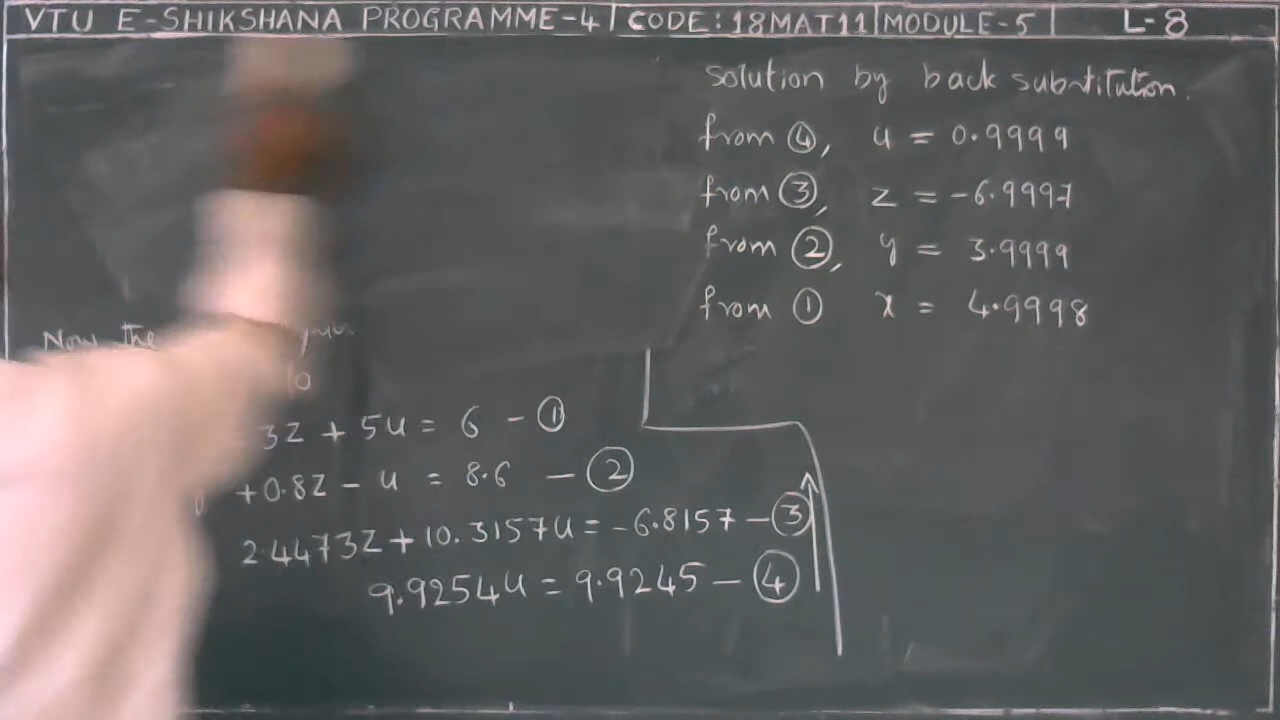 VTU E-SHIKSHANA PROGRAMME-4 | CODE: 18MAT11 | MODULE-5 | L-8
solution by back substitution.
from ④, u = 0.9999
from ③, z = -6.9997
from ②, y = 3.9999
from ① x = 4.9998
Now the
3z + 5u = 6 - ①
+0.8z - u = 8.6 - ②
2.4473z + 10.3157u = -6.8157 - ③
9.9254u = 9.9245 - ④